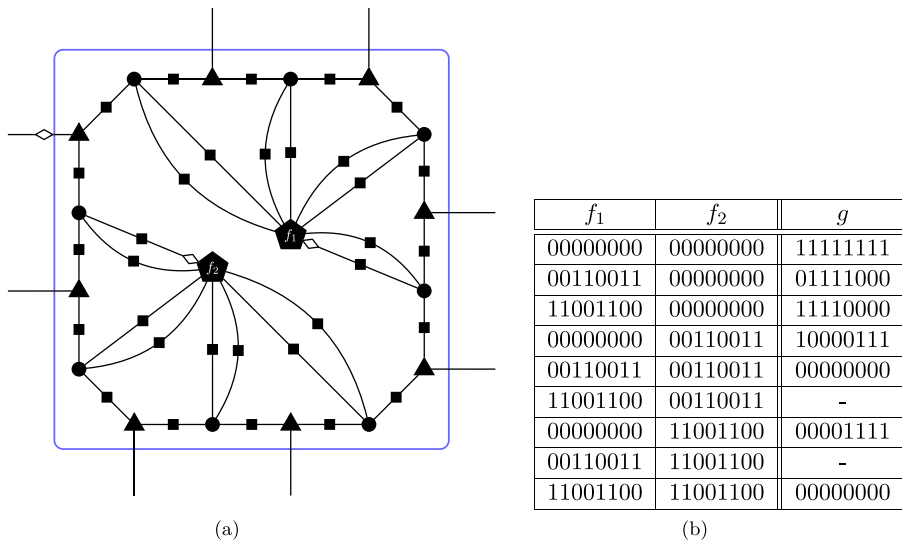 f₁
f₂
f₁ f₂ g
00000000 00000000 11111111
00110011 00000000 01111000
11001100 00000000 11110000
00000000 00110011 10000111
00110011 00110011 00000000
11001100 00110011 -
00000000 11001100 00001111
00110011 11001100 -
11001100 11001100 00000000
(a) (b)